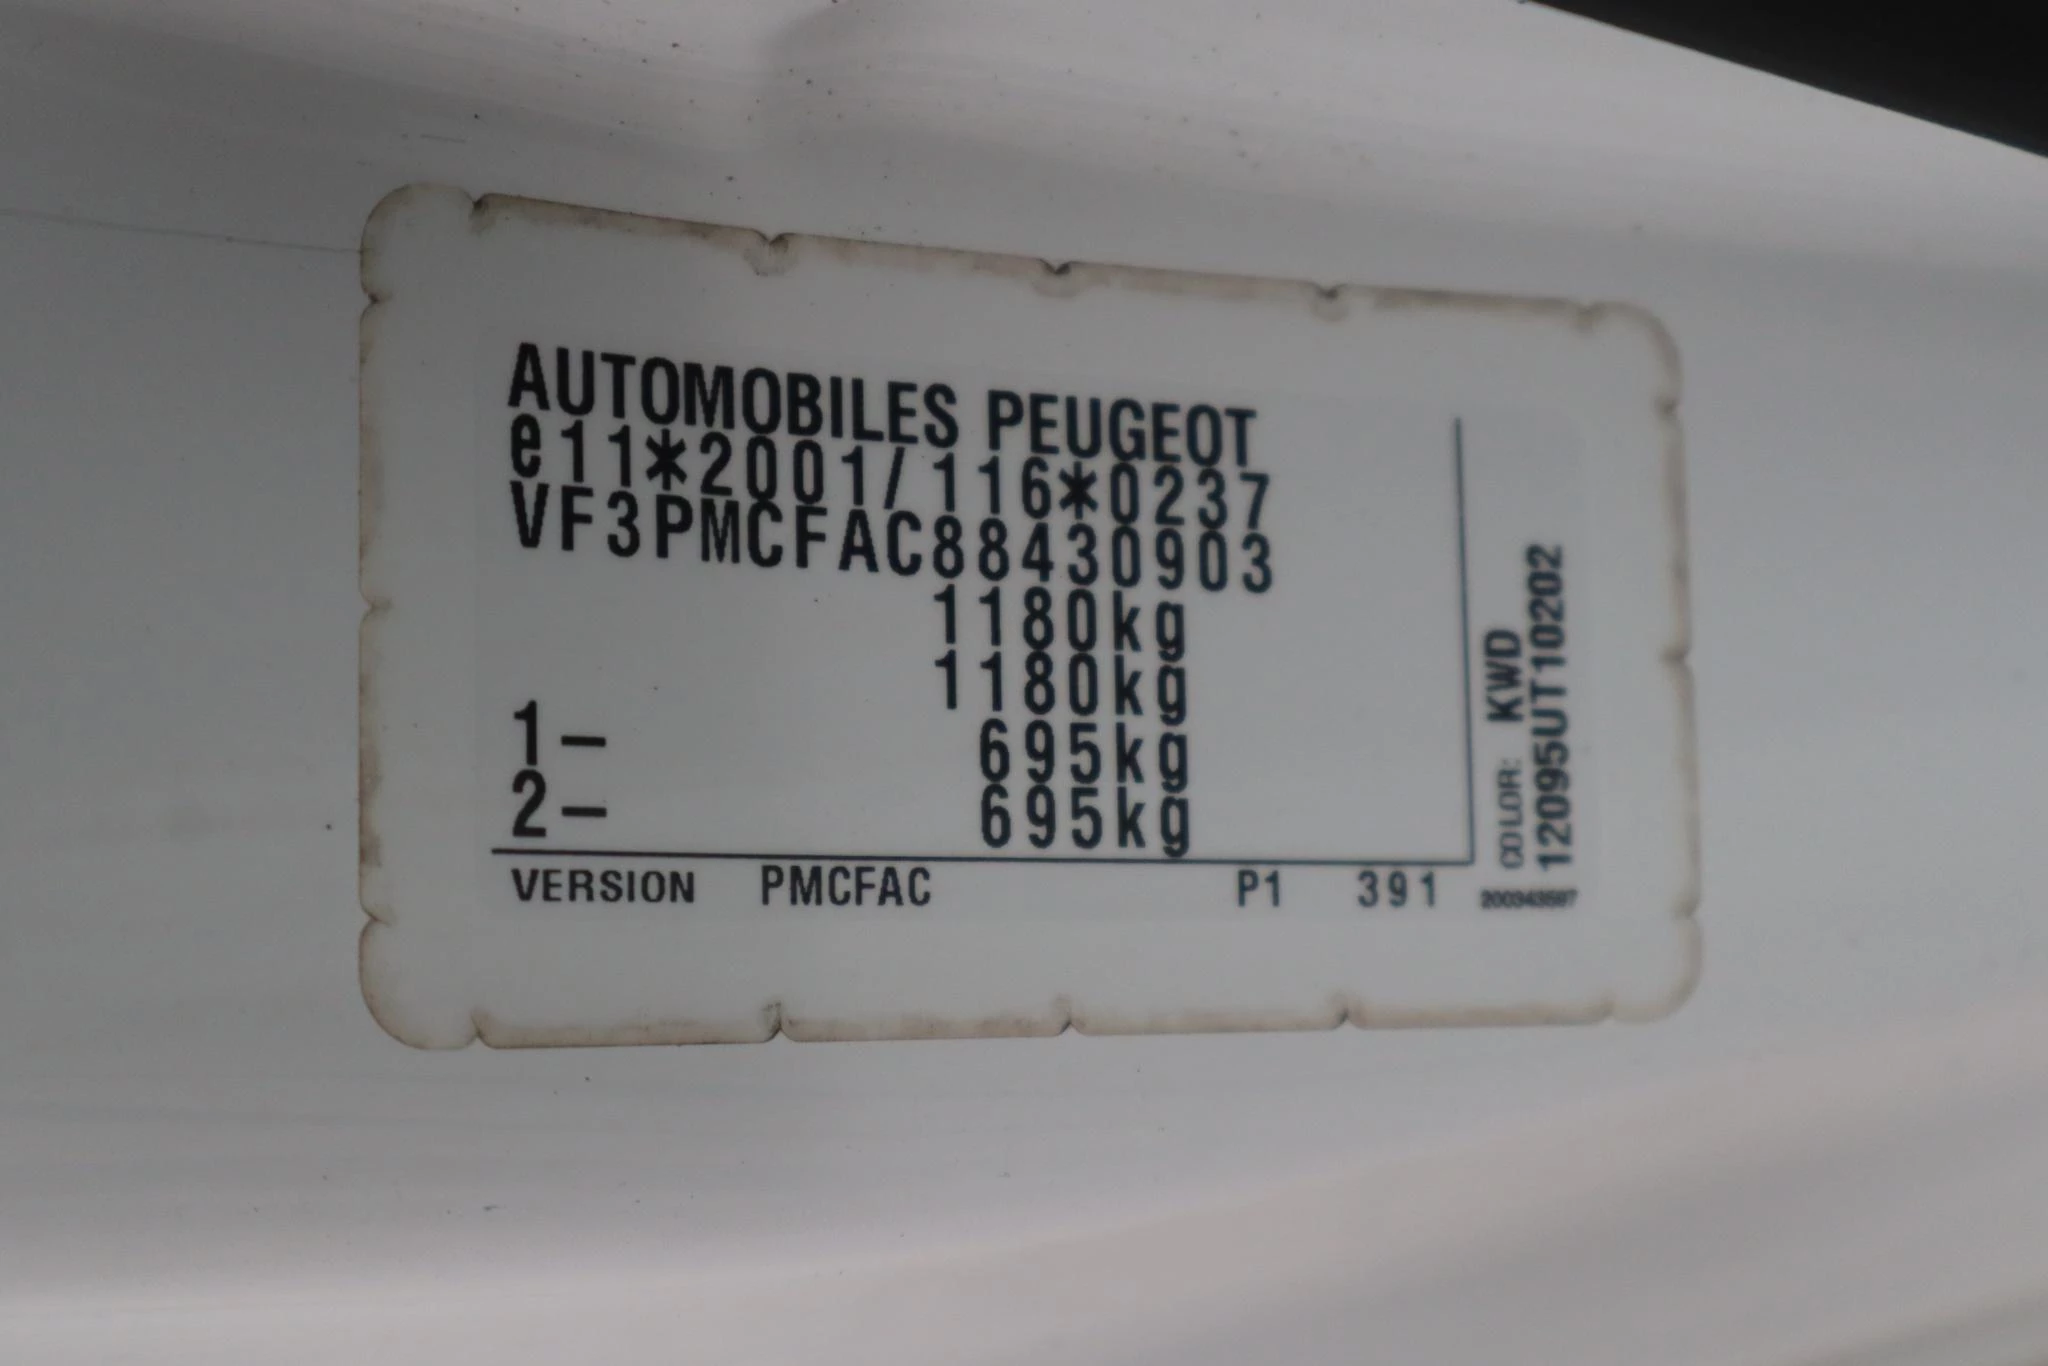 AUTOMOBILES PEUGEOT
e11*2001/116*0237
VF3PMCFAC88430903
1180kg
1180kg
1- 695kg
2- 695kg
VERSION PMCFAC P1 391
COLOR: KWD
12095UT10202